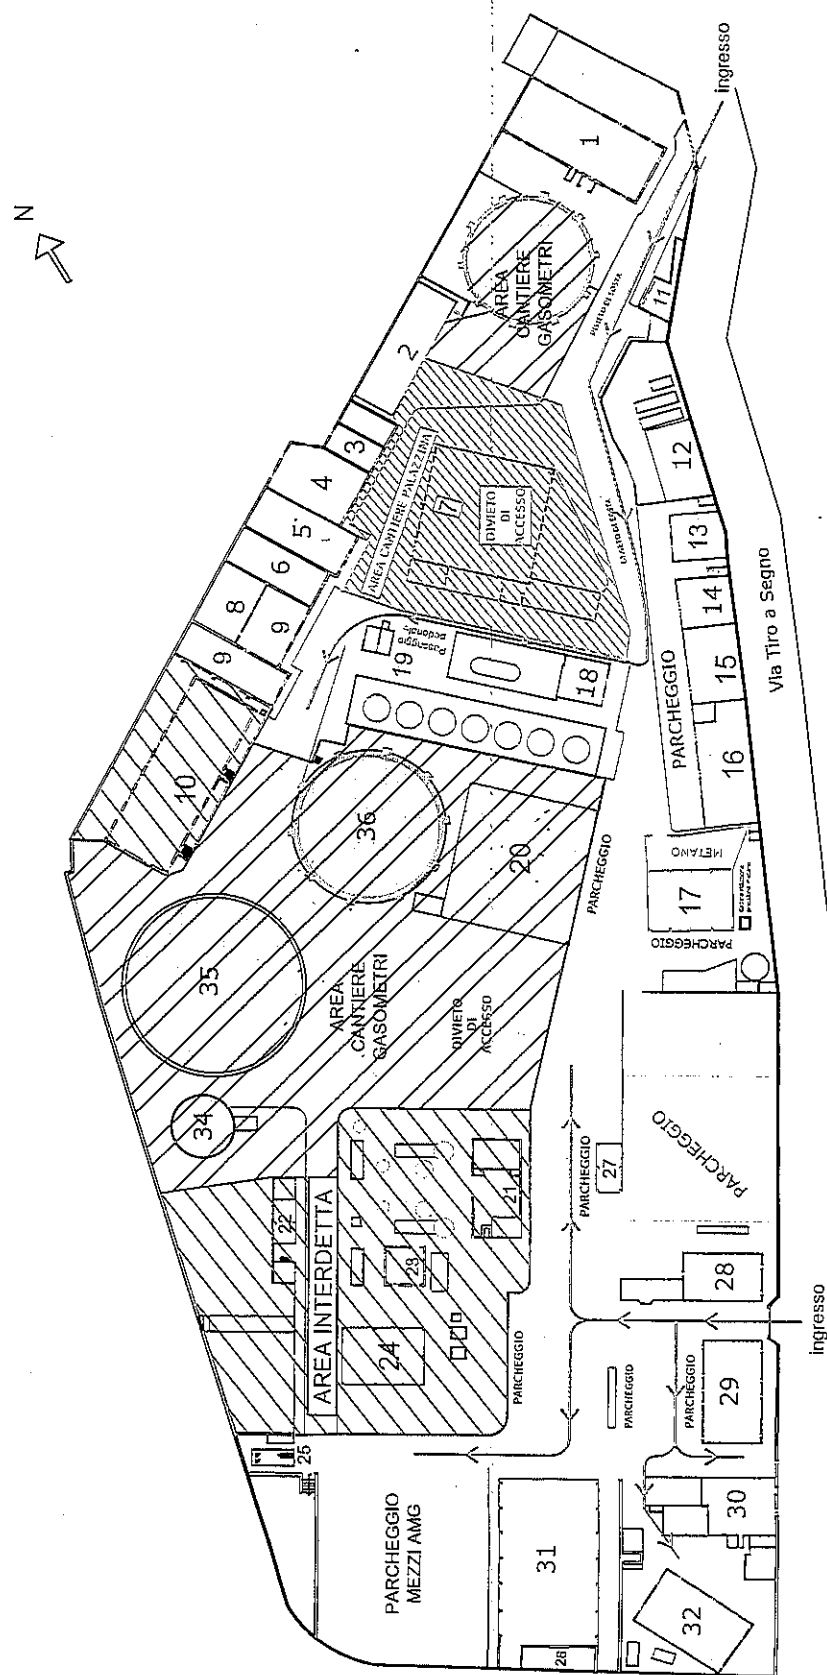 N
ingresso
1
AREA
CANTIERE
GASOMETRI
DIVIETO DI SOSTA
11
2
3
4
5
6
8
9
9
10
AREA CANTIERE PALAZZINA
7
DIVIETO
DI
ACCESSO
DIVIETO DI SOSTA
12
13
14
15
16
PARCHEGGIO
Via Tiro a Segno
Passaggio
pedonale
19
18
36
20
PARCHEGGIO
METANO
17
PARCHEGGIO
35
AREA
CANTIERE
GASOMETRI
DIVIETO
DI
ACCESSO
34
22
AREA INTERDETTA
21
23
24
PARCHEGGIO
27
PARCHEGGIO
28
PARCHEGGIO
ingresso
25
PARCHEGGIO
PARCHEGGIO
29
PARCHEGGIO
MEZZI AMG
31
30
26
32